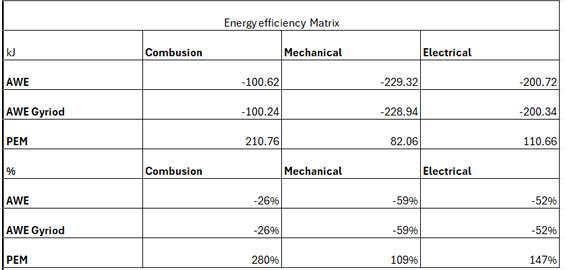 Energy efficiency Matrix
kJ Combusion Mechanical Electrical
AWE -100.62 -229.32 -200.72
AWE Gyriod -100.24 -228.94 -200.34
PEM 210.76 82.06 110.66
% Combusion Mechanical Electrical
AWE -26% -59% -52%
AWE Gyriod -26% -59% -52%
PEM 280% 109% 147%